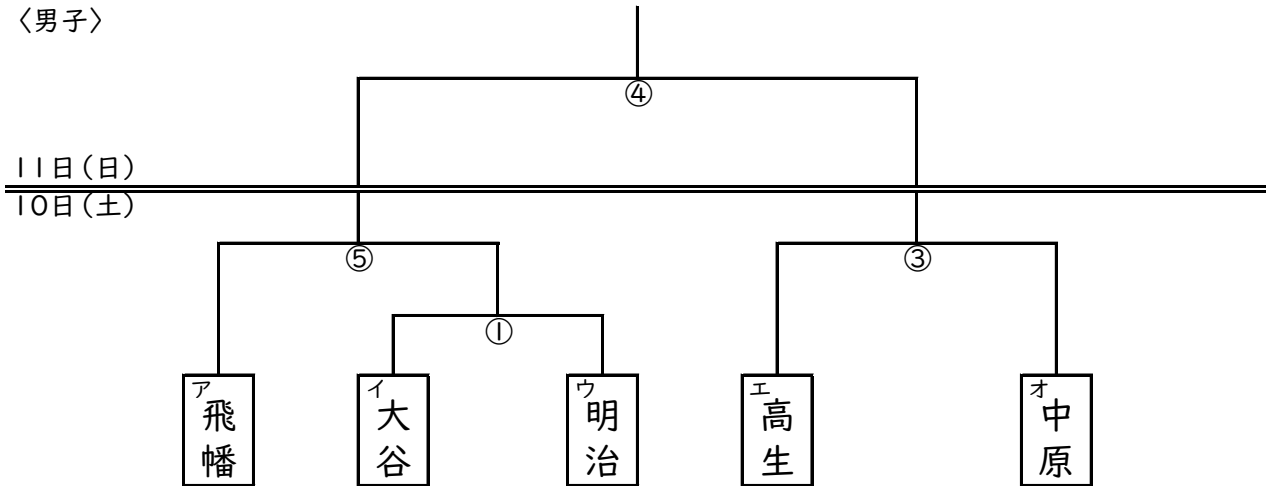 〈男子〉
④
11日(日)
10日(土)
⑤
③
①
ア
飛幡
イ
大谷
ウ
明治
エ
高生
オ
中原